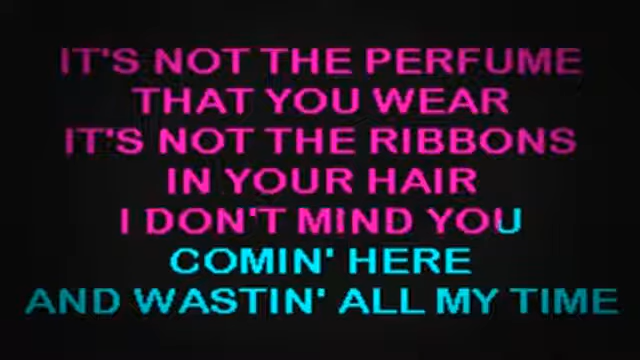 IT'S NOT THE PERFUME
THAT YOU WEAR
IT'S NOT THE RIBBONS
IN YOUR HAIR
I DON'T MIND YOU
COMIN' HERE
AND WASTIN' ALL MY TIME